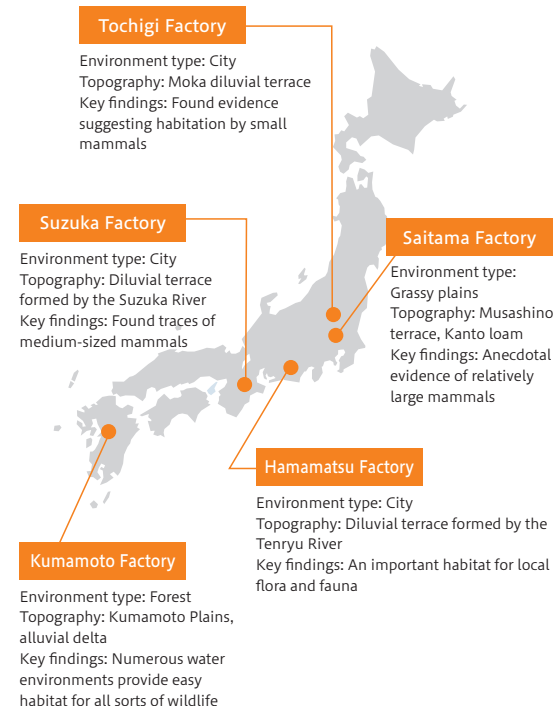 Tochigi Factory
Environment type: City
Topography: Moka diluvial terrace
Key findings: Found evidence
suggesting habitation by small
mammals
Suzuka Factory
Environment type: City
Topography: Diluvial terrace
formed by the Suzuka River
Key findings: Found traces of
medium-sized mammals
Saitama Factory
Environment type:
Grassy plains
Topography: Musashino
terrace, Kanto loam
Key findings: Anecdotal
evidence of relatively
large mammals
Hamamatsu Factory
Environment type: City
Topography: Diluvial terrace formed by the
Tenryu River
Key findings: An important habitat for local
flora and fauna
Kumamoto Factory
Environment type: Forest
Topography: Kumamoto Plains,
alluvial delta
Key findings: Numerous water
environments provide easy
habitat for all sorts of wildlife